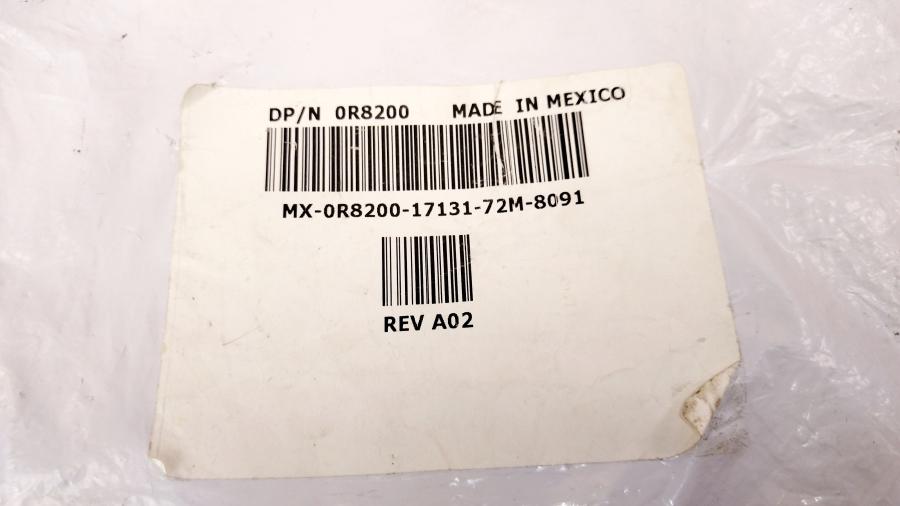 DP/N 0R8200 MADE IN MEXICO
MX-0R8200-17131-72M-8091
REV A02